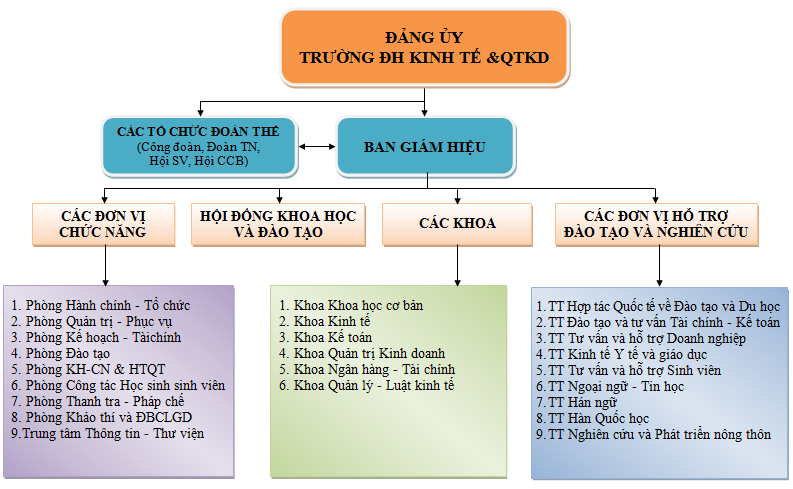 ĐẢNG ỦY
TRƯỜNG ĐH KINH TẾ &QTKD
CÁC TỔ CHỨC ĐOÀN THỂ
(Công đoàn, Đoàn TN,
Hội SV, Hội CCB)
BAN GIÁM HIỆU
CÁC ĐƠN VỊ
CHỨC NĂNG
HỘI ĐỒNG KHOA HỌC
VÀ ĐÀO TẠO
CÁC KHOA
CÁC ĐƠN VỊ HỖ TRỢ
ĐÀO TẠO VÀ NGHIÊN CỨU
1. Phòng Hành chính - Tổ chức
2. Phòng Quản trị - Phục vụ
3. Phòng Kế hoạch - Tàichính
4. Phòng Đào tạo
5. Phòng KH-CN & HTQT
6. Phòng Công tác Học sinh sinh viên
7. Phòng Thanh tra - Pháp chế
8. Phòng Khảo thí và ĐBCLGD
9.Trung tâm Thông tin - Thư viện
1. Khoa Khoa học cơ bản
2. Khoa Kinh tế
3. Khoa Kế toán
4. Khoa Quản trị Kinh doanh
5. Khoa Ngân hàng - Tài chính
6. Khoa Quản lý - Luật kinh tế
1.TT Hợp tác Quốc tế về Đào tạo và Du học
2.TT Đào tạo và tư vấn Tài chính - Kế toán
3.TT Tư vấn và hỗ trợ Doanh nghiệp
4.TT Kinh tế Y tế và giáo dục
5.TT Tư vấn và hỗ trợ Sinh viên
6.TT Ngoại ngữ - Tin học
7.TT Hán ngữ
8.TT Hàn Quốc học
9.TT Nghiên cứu và Phát triển nông thôn